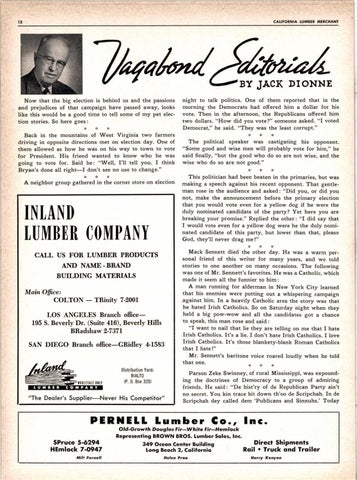 12
CALIFORNIA LUMBER MERCHANT
Vagabond Editorials
BY JACK DIONNE
Now that the big election is behind us and the passions
and prejudices of that campaign have passed away, looks
like this would be a good time to tell some of my pet elec-
tion stories. So here goes:
* * *
Back in the mountains of West Virginia two farmers
driving in opposite directions met on election day. One of
them allowed as how he was on his way to town to vote
for President. His friend wanted to know who he was
going to vote for. Said he: "Well, I'll tell you. I think
Bryan's done all right—I don't see no use to change."
* * *
A neighbor group gathered in the corner store on election
night to talk politics. One of them reported that in the
morning the Democrats had offered him a dollar for his
vote. Then in the afternoon, the Republicans offered him
two dollars. "How did you vote?" someone asked. "I voted
Democrat," he said. "They was the least corrupt."
* * *
The political speaker was castigating his opponent.
"Some good and wise men will probably vote for him," he
said finally, "but the good who do so are not wise, and the
wise who do so are not good."
* * *
This politician had been beaten in the primaries, but was
making a speech against his recent opponent. That gentle-
man rose in the audience and asked: "Did you, or did you
not, make the announcement before the primary election
that you would vote even for a yellow dog if he were the
duly nominated candidate of the party? Yet here you are
breaking your promise." Replied the other: "I did say that
I would vote even for a yellow dog were he the duly nomi-
nated candidate of this party, but lower than that, please
God, they'll never drag me!"
* * *
Mack Sennett died the other day. He was a warm per-
sonal friend of this writer for many years, and we told
stories to one another on many occasions. The following
was one of Mr. Sennett's favorites. He was a Catholic, which
made it seem all the funnier to him:
A man running for alderman in New York City learned
that his enemies were putting out a whispering campaign
against him. In a heavily Catholic area the story was that
he hated Irish Catholics. So on Saturday night when they
held a big pow-wow and all the candidates got a chance
to speak, this man rose and said:
"I want to nail that lie they are telling on me that I hate
Irish Catholics. It's a lie. I don't hate Irish Catholics. I love
Irish Catholics. It's those blankety-blank Roman Catholics
that I hate!"
Mr. Sennett's baritone voice roared loudly when he told
that one.
* * *
Parson Zeke Swinney, of rural Mississippi, was expound-
ing the doctrines of Democracy to a group of admiring
friends. He said: "De bizi'ty of de Republican Party ain't
no secret. You kin trace hit down th'oo de Scripchah. In de
Scripchah dey called dem 'Publicuns and Sinnuhs.' Today
INLAND
LUMBER COMPANY
CALL US FOR LUMBER PRODUCTS
AND NAME-BRAND
BUILDING MATERIALS
Main Office:
COLTON — TRinity 7-2001
LOS ANGELES Branch office—
195 S. Beverly Dr. (Suite 416), Beverly Hills
BRadshaw 2-7371
SAN DIEGO Branch office—GRidley 4-1583
Inland
WHOLESALE ONLY
LUMBER COMPANY
Distribution Yard:
RIALTO
(P. O. Box 325)
"The Dealer's Supplier—Never His Competitor"
PERNELL Lumber Co., Inc.
Old-Growth Douglas Fir—White Fir—Hemlock
Representing BROWN BROS. Lumber Sales, Inc.
SPruce 5-6294
HEmlock 7-0947
Milt Pernell
349 Ocean Center Building
Long Beach 2, California
Helen Prue
Direct Shipments
Rail • Truck and Trailer
Harry Kenyon